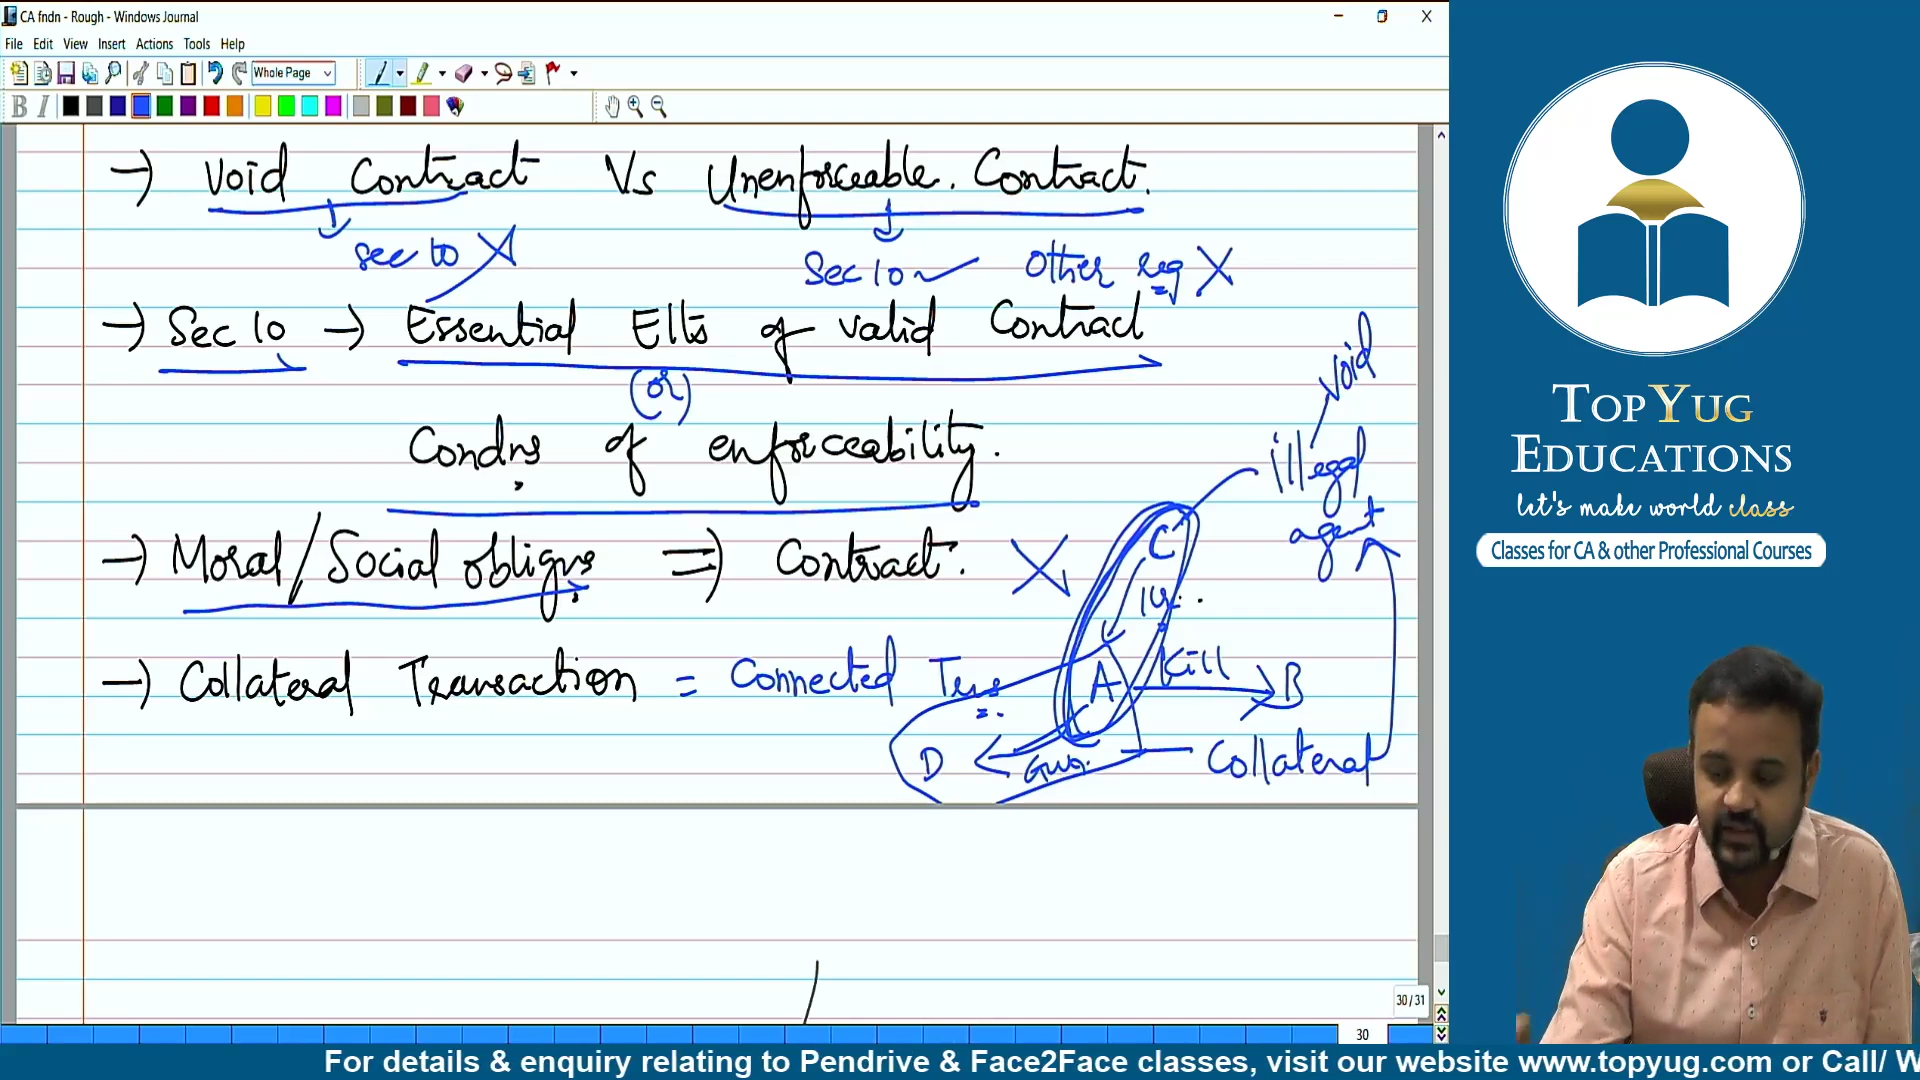 CA fndn - Rough - Windows Journal
File Edit View Insert Actions Tools Help
Whole Page
B I
→ Void Contract Vs Unenforceable. Contract.
Sec 10 X
Sec 10 ✓ Other req X
→ Sec 10 → Essential Elts of valid Contract
(or)
Void
Condns of enforceability.
illegal
agent
→ Moral/Social obligns ⇒ Contract. X
C
1Cr.
→ Collateral Transaction = Connected Trns
A Kill → B
D
Collateral
30 / 31
30
TOPYUG
EDUCATIONS
let's make world class
Classes for CA & other Professional Courses
For details & enquiry relating to Pendrive & Face2Face classes, visit our website www.topyug.com or Call/ W